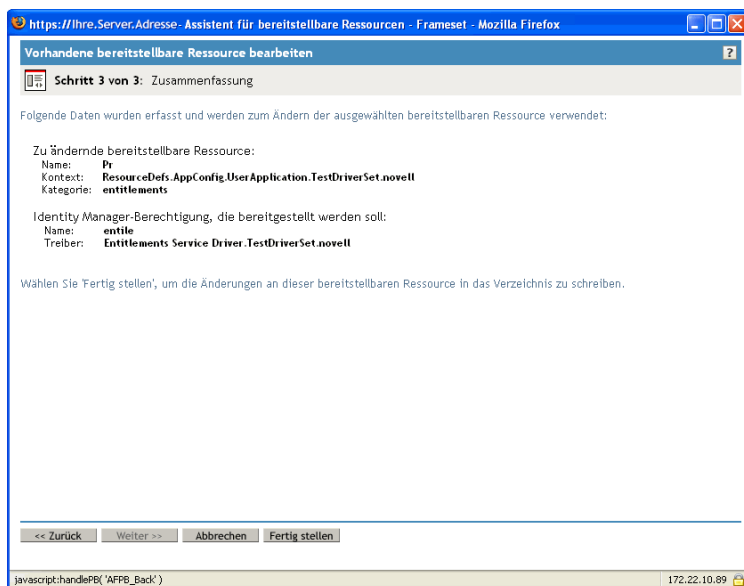 https://Ihre.Server.Adresse- Assistent für bereitstellbare Ressourcen - Frameset - Mozilla Firefox
Vorhandene bereitstellbare Ressource bearbeiten ?
Schritt 3 von 3: Zusammenfassung
Folgende Daten wurden erfasst und werden zum Ändern der ausgewählten bereitstellbaren Ressource verwendet:
Zu ändernde bereitstellbare Ressource:
Name: Pr
Kontext: ResourceDefs.AppConfig.UserApplication.TestDriverSet.novell
Kategorie: entitlements
Identity Manager-Berechtigung, die bereitgestellt werden soll:
Name: entile
Treiber: Entitlements Service Driver.TestDriverSet.novell
Wählen Sie 'Fertig stellen', um die Änderungen an dieser bereitstellbaren Ressource in das Verzeichnis zu schreiben.
<< Zurück Weiter >> Abbrechen Fertig stellen
javascript:handlePB( 'AFPB_Back' ) 172.22.10.89